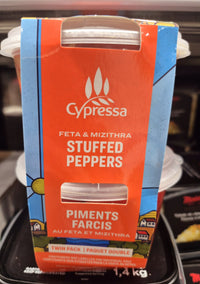 Cypressa
FETA & MIZITHRA
STUFFED
PEPPERS
PIMENTS
FARCIS
AU FETA ET MIZITHRA
TWIN PACK | PAQUET DOUBLE
1,4 kg